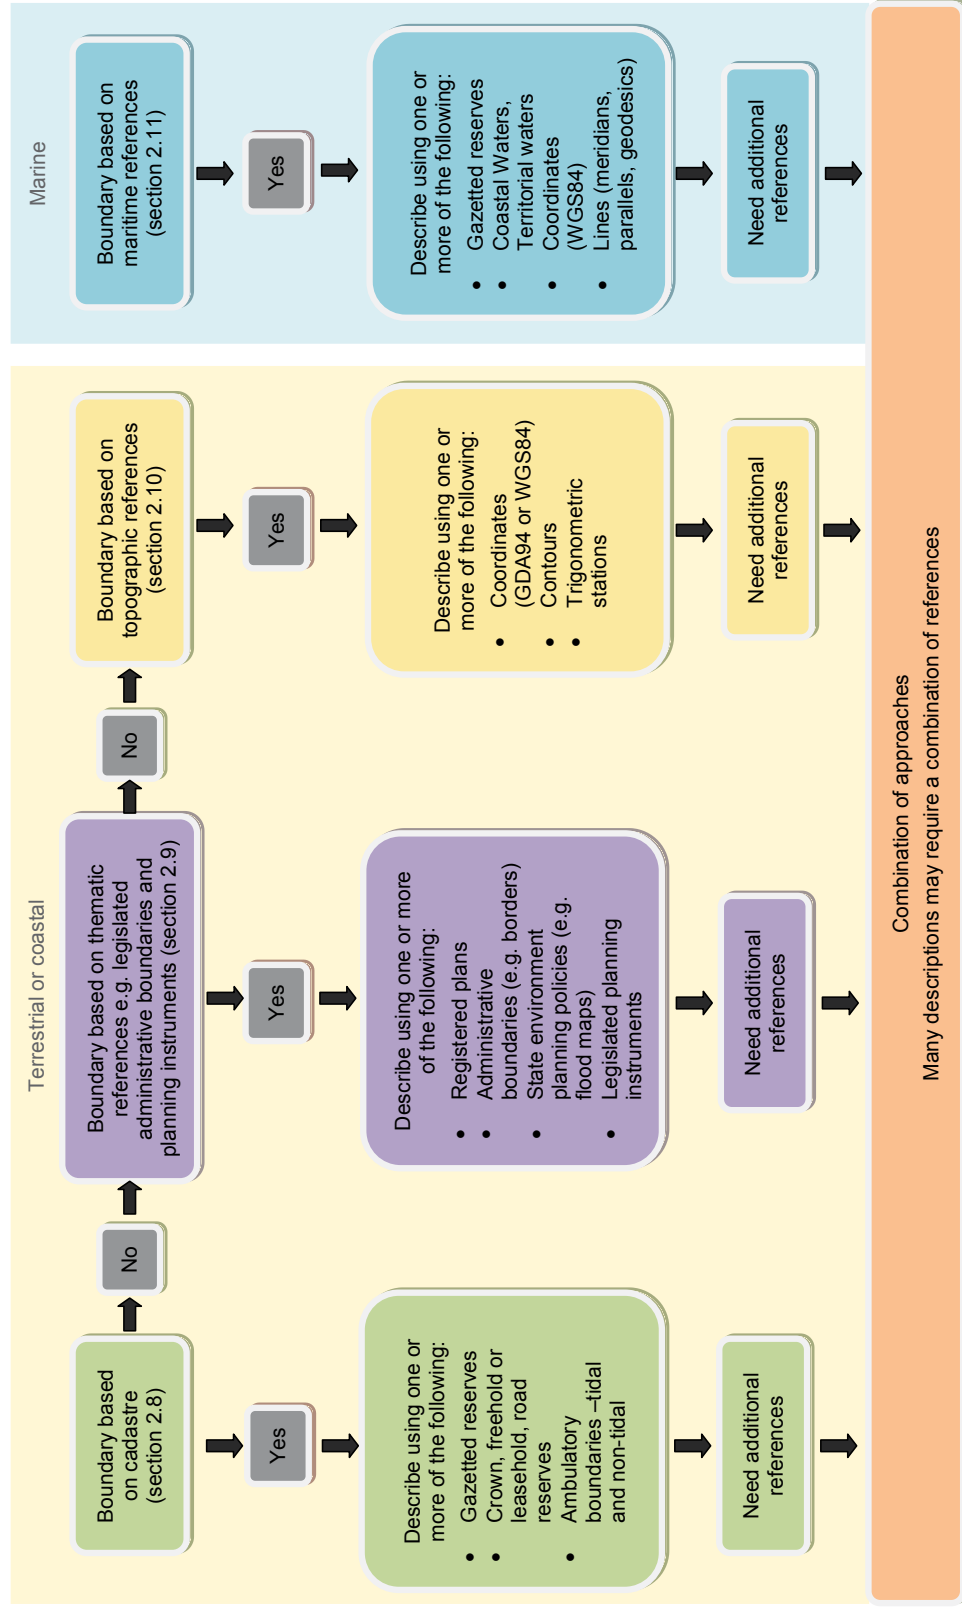 Terrestrial or coastal
Marine
Boundary based
on cadastre
(section 2.8)
No
Boundary based on thematic
references e.g. legislated
administrative boundaries and
planning instruments (section 2.9)
No
Boundary based on
topographic references
(section 2.10)
Boundary based on
maritime references
(section 2.11)
Yes
Yes
Yes
Yes
Describe using one or
more of the following:
• Gazetted reserves
• Crown, freehold or
leasehold, road
reserves
• Ambulatory
boundaries –tidal
and non-tidal
Describe using one or more
of the following:
• Registered plans
• Administrative
boundaries (e.g. borders)
• State environment
planning policies (e.g.
flood maps)
• Legislated planning
instruments
Describe using one or
more of the following:
• Coordinates
(GDA94 or WGS84)
• Contours
• Trigonometric
stations
Describe using one or
more of the following:
• Gazetted reserves
• Coastal Waters,
Territorial waters
• Coordinates
(WGS84)
• Lines (meridians,
parallels, geodesics)
Need additional
references
Need additional
references
Need additional
references
Need additional
references
Combination of approaches
Many descriptions may require a combination of references